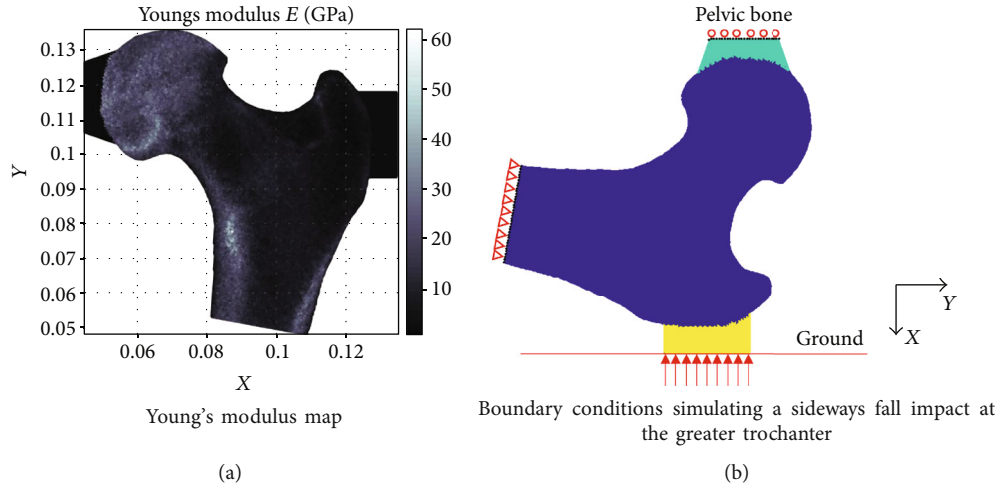 Youngs modulus E (GPa)
0.13
0.12
0.11
0.1
0.09
0.08
0.07
0.06
0.05
Y
0.06
0.08
0.1
0.12
X
60
50
40
30
20
10
Young's modulus map
(a)
Pelvic bone
Y
X
Ground
Boundary conditions simulating a sideways fall impact at
the greater trochanter
(b)